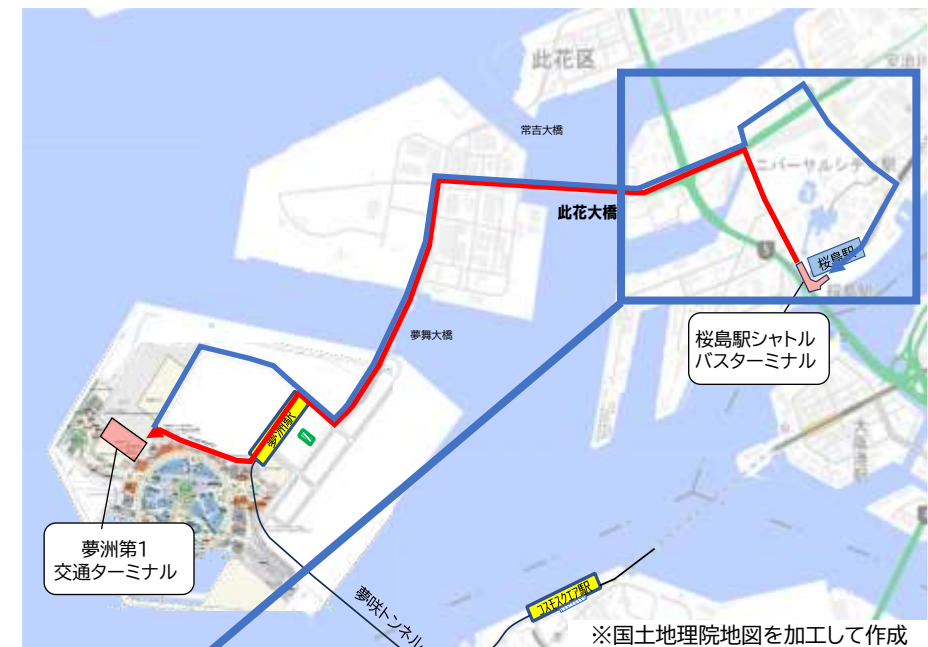 此花区
常吉大橋
ニバーサルシティ駅
此花大橋
桜島駅
桜島駅シャトル
バスターミナル
夢舞大橋
夢洲駅
夢洲第1
交通ターミナル
コスモスクエア駅
夢咲トンネル
※国土地理院地図を加工して作成